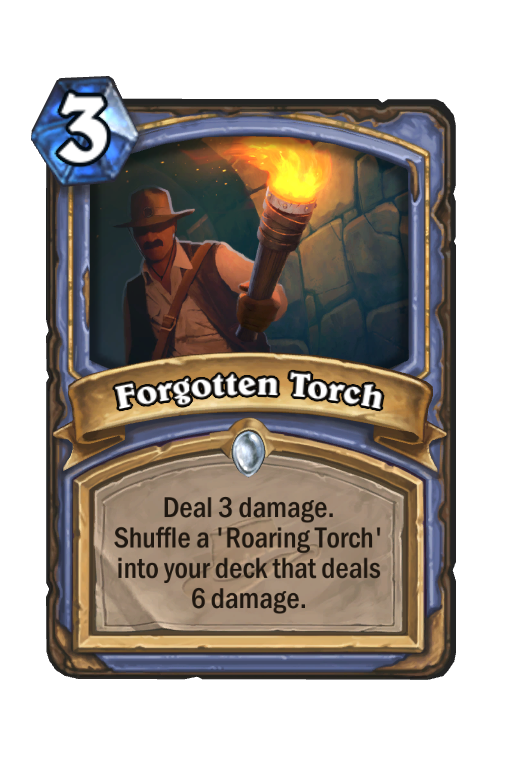 3
Forgotten Torch
Deal 3 damage.
Shuffle a 'Roaring Torch'
into your deck that deals
6 damage.